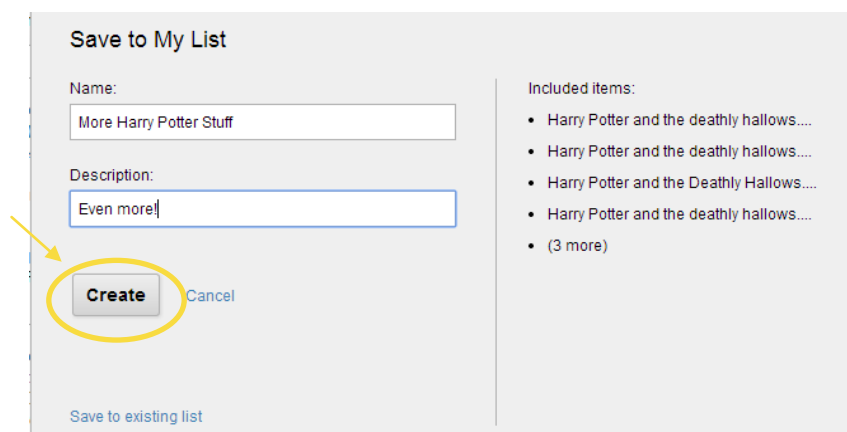 Save to My List
Name:
More Harry Potter Stuff
Description:
Even more!
Create
Cancel
Save to existing list
Included items:
• Harry Potter and the deathly hallows....
• Harry Potter and the deathly hallows....
• Harry Potter and the Deathly Hallows....
• Harry Potter and the deathly hallows....
• (3 more)